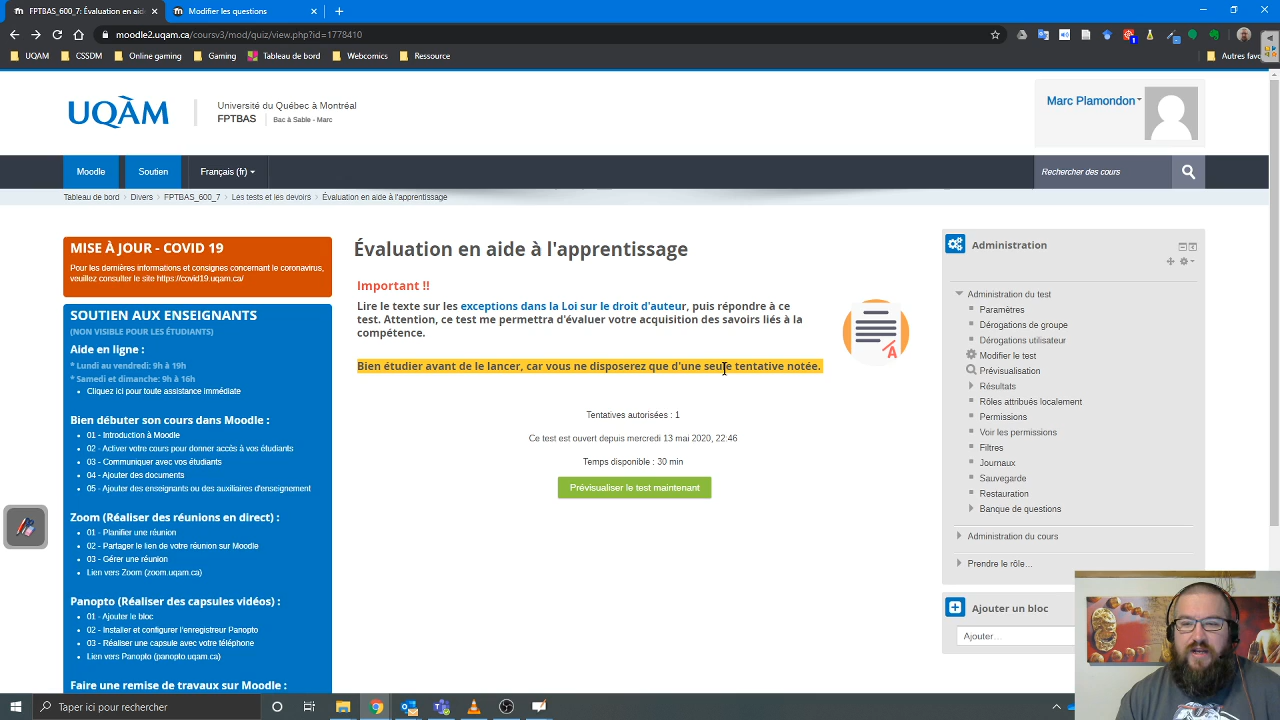 FPTBAS_600_7: Évaluation en aid
Modifier les questions
moodle2.uqam.ca/coursv3/mod/quiz/view.php?id=1778410
UQAM
CSSDM
Online gaming
Gaming
Tableau de bord
Webcomics
Ressource
Autres favo
UQÀM
Université du Québec à Montréal
FPTBAS
Bac à Sable - Marc
Marc Plamondon
Moodle
Soutien
Français (fr)
Rechercher des cours
Tableau de bord > Divers > FPTBAS_600_7 > Les tests et les devoirs > Évaluation en aide à l'apprentissage
MISE À JOUR - COVID 19
Pour les dernières informations et consignes concernant le coronavirus,
veuillez consulter le site https://covid19.uqam.ca/
SOUTIEN AUX ENSEIGNANTS
(NON VISIBLE POUR LES ÉTUDIANTS)
Aide en ligne :
* Lundi au vendredi: 9h à 19h
* Samedi et dimanche: 9h à 16h
• Cliquez ici pour toute assistance immédiate
Bien débuter son cours dans Moodle :
• 01 - Introduction à Moodle
• 02 - Activer votre cours pour donner accès à vos étudiants
• 03 - Communiquer avec vos étudiants
• 04 - Ajouter des documents
• 05 - Ajouter des enseignants ou des auxiliaires d'enseignement
Zoom (Réaliser des réunions en direct) :
• 01 - Planifier une réunion
• 02 - Partager le lien de votre réunion sur Moodle
• 03 - Gérer une réunion
• Lien vers Zoom (zoom.uqam.ca)
Panopto (Réaliser des capsules vidéos) :
• 01 - Ajouter le bloc
• 02 - Installer et configurer l'enregistreur Panopto
• 03 - Réaliser une capsule avec votre téléphone
• Lien vers Panopto (panopto.uqam.ca)
Faire une remise de travaux sur Moodle :
Évaluation en aide à l'apprentissage
Important !!
Lire le texte sur les exceptions dans la Loi sur le droit d'auteur, puis répondre à ce
test. Attention, ce test me permettra d'évaluer votre acquisition des savoirs liés à la
compétence.
Bien étudier avant de le lancer, car vous ne disposerez que d'une seule tentative notée.
A
Tentatives autorisées : 1
Ce test est ouvert depuis mercredi 13 mai 2020, 22:46
Temps disponible : 30 min
Prévisualiser le test maintenant
Administration
Administration du test
Paramètres
Dérogations de groupe
Dérogations utilisateur
Modifier le test
Prévisualisation
Résultats
Rôles attribués localement
Permissions
Voir les permissions
Filtres
Journaux
Sauvegarde
Restauration
Banque de questions
Administration du cours
Prendre le rôle…
Ajouter un bloc
Ajouter…
Taper ici pour rechercher